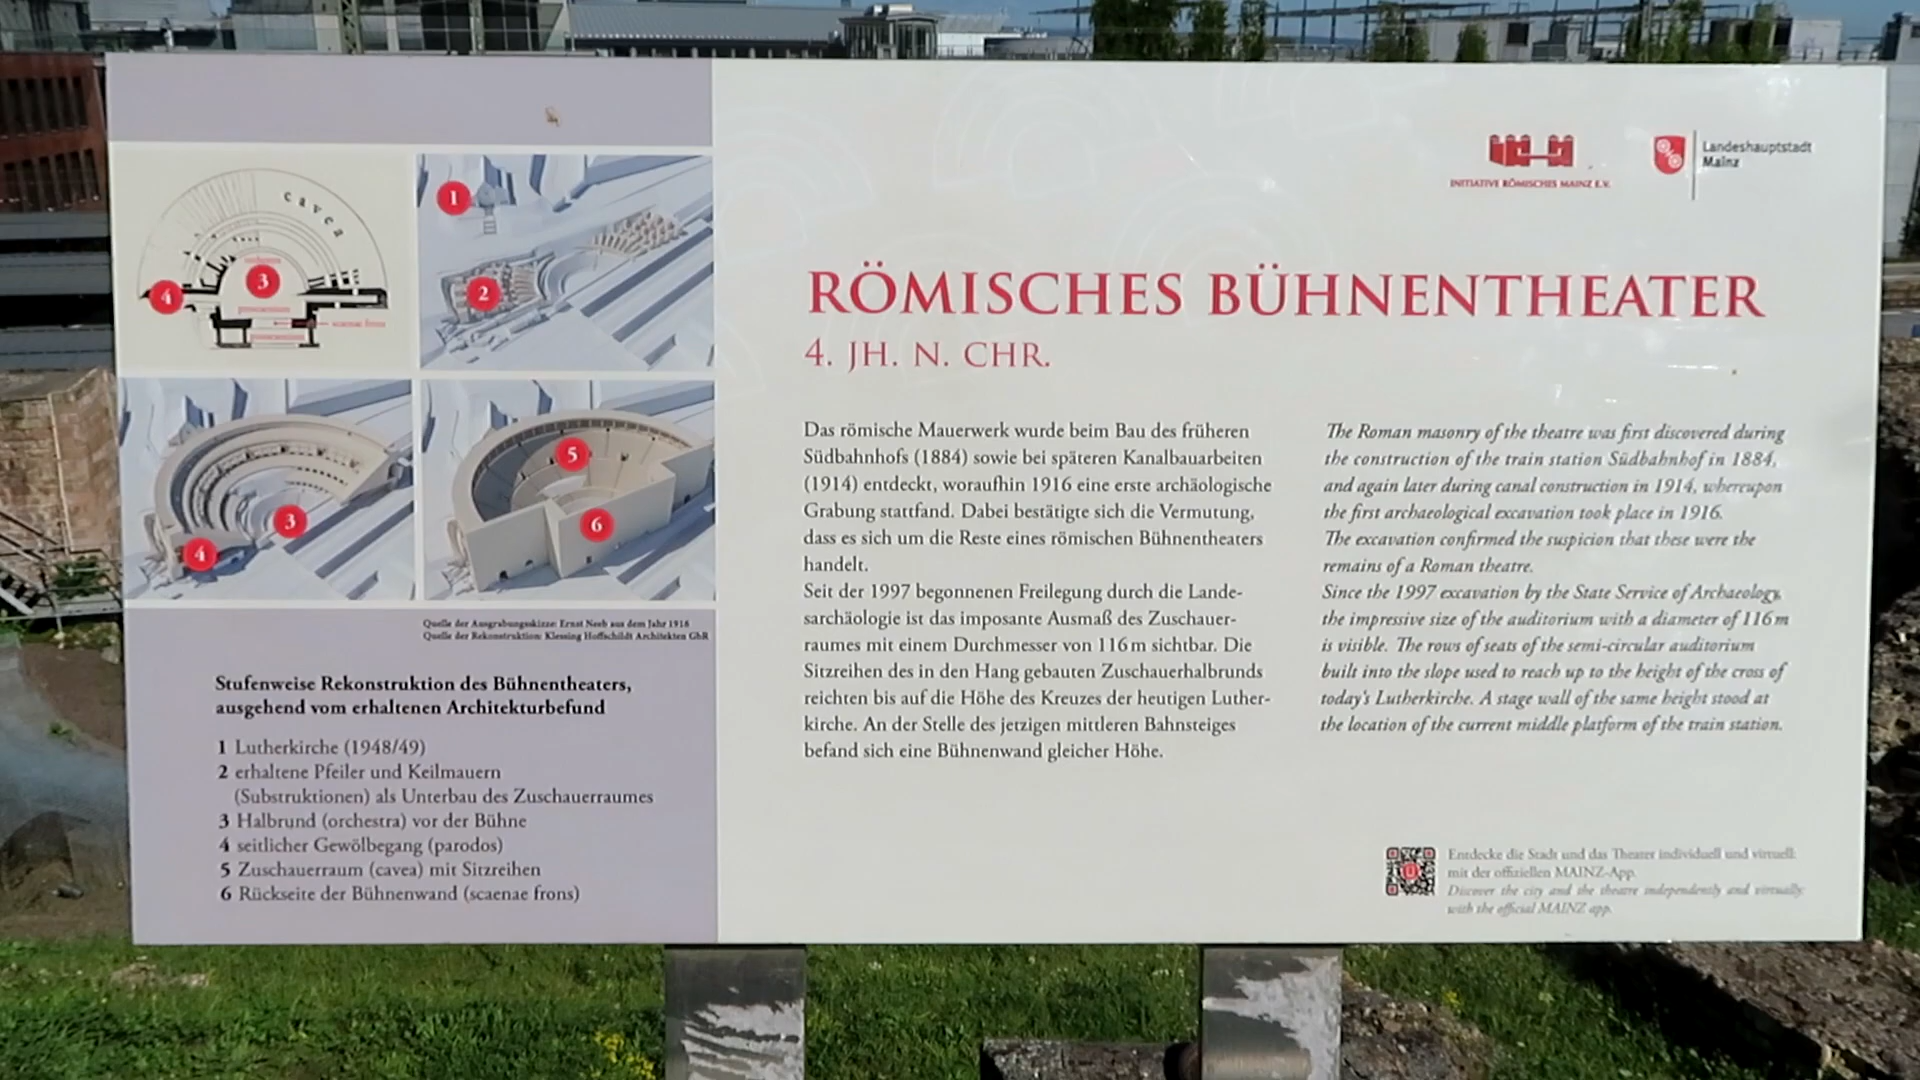 INITIATIVE RÖMISCHES MAINZ E.V.
Landeshauptstadt
Mainz
cavea
4
3
orchestra
scaenae frons
1
2
3
4
5
6
Quelle der Ausgrabungsskizze: Ernst Neeb aus dem Jahr 1916
Quelle der Rekonstruktion: Klessing Hoffschildt Architekten GbR
Stufenweise Rekonstruktion des Bühnentheaters,
ausgehend vom erhaltenen Architekturbefund
1 Lutherkirche (1948/49)
2 erhaltene Pfeiler und Keilmauern
(Substruktionen) als Unterbau des Zuschauerraumes
3 Halbrund (orchestra) vor der Bühne
4 seitlicher Gewölbegang (parodos)
5 Zuschauerraum (cavea) mit Sitzreihen
6 Rückseite der Bühnenwand (scaenae frons)
RÖMISCHES BÜHNENTHEATER
4. JH. N. CHR.
Das römische Mauerwerk wurde beim Bau des früheren
Südbahnhofs (1884) sowie bei späteren Kanalbauarbeiten
(1914) entdeckt, woraufhin 1916 eine erste archäologische
Grabung stattfand. Dabei bestätigte sich die Vermutung,
dass es sich um die Reste eines römischen Bühnentheaters
handelt.
Seit der 1997 begonnenen Freilegung durch die Lande-
sarchäologie ist das imposante Ausmaß des Zuschauer-
raumes mit einem Durchmesser von 116 m sichtbar. Die
Sitzreihen des in den Hang gebauten Zuschauerhalbrunds
reichten bis auf die Höhe des Kreuzes der heutigen Luther-
kirche. An der Stelle des jetzigen mittleren Bahnsteiges
befand sich eine Bühnenwand gleicher Höhe.
The Roman masonry of the theatre was first discovered during
the construction of the train station Südbahnhof in 1884,
and again later during canal construction in 1914, whereupon
the first archaeological excavation took place in 1916.
The excavation confirmed the suspicion that these were the
remains of a Roman theatre.
Since the 1997 excavation by the State Service of Archaeology,
the impressive size of the auditorium with a diameter of 116 m
is visible. The rows of seats of the semi-circular auditorium
built into the slope used to reach up to the height of the cross of
today's Lutherkirche. A stage wall of the same height stood at
the location of the current middle platform of the train station.
Entdecke die Stadt und das Theater individuell und virtuell:
mit der offiziellen MAINZ-App.
Discover the city and the theatre independently and virtually:
with the official MAINZ app.